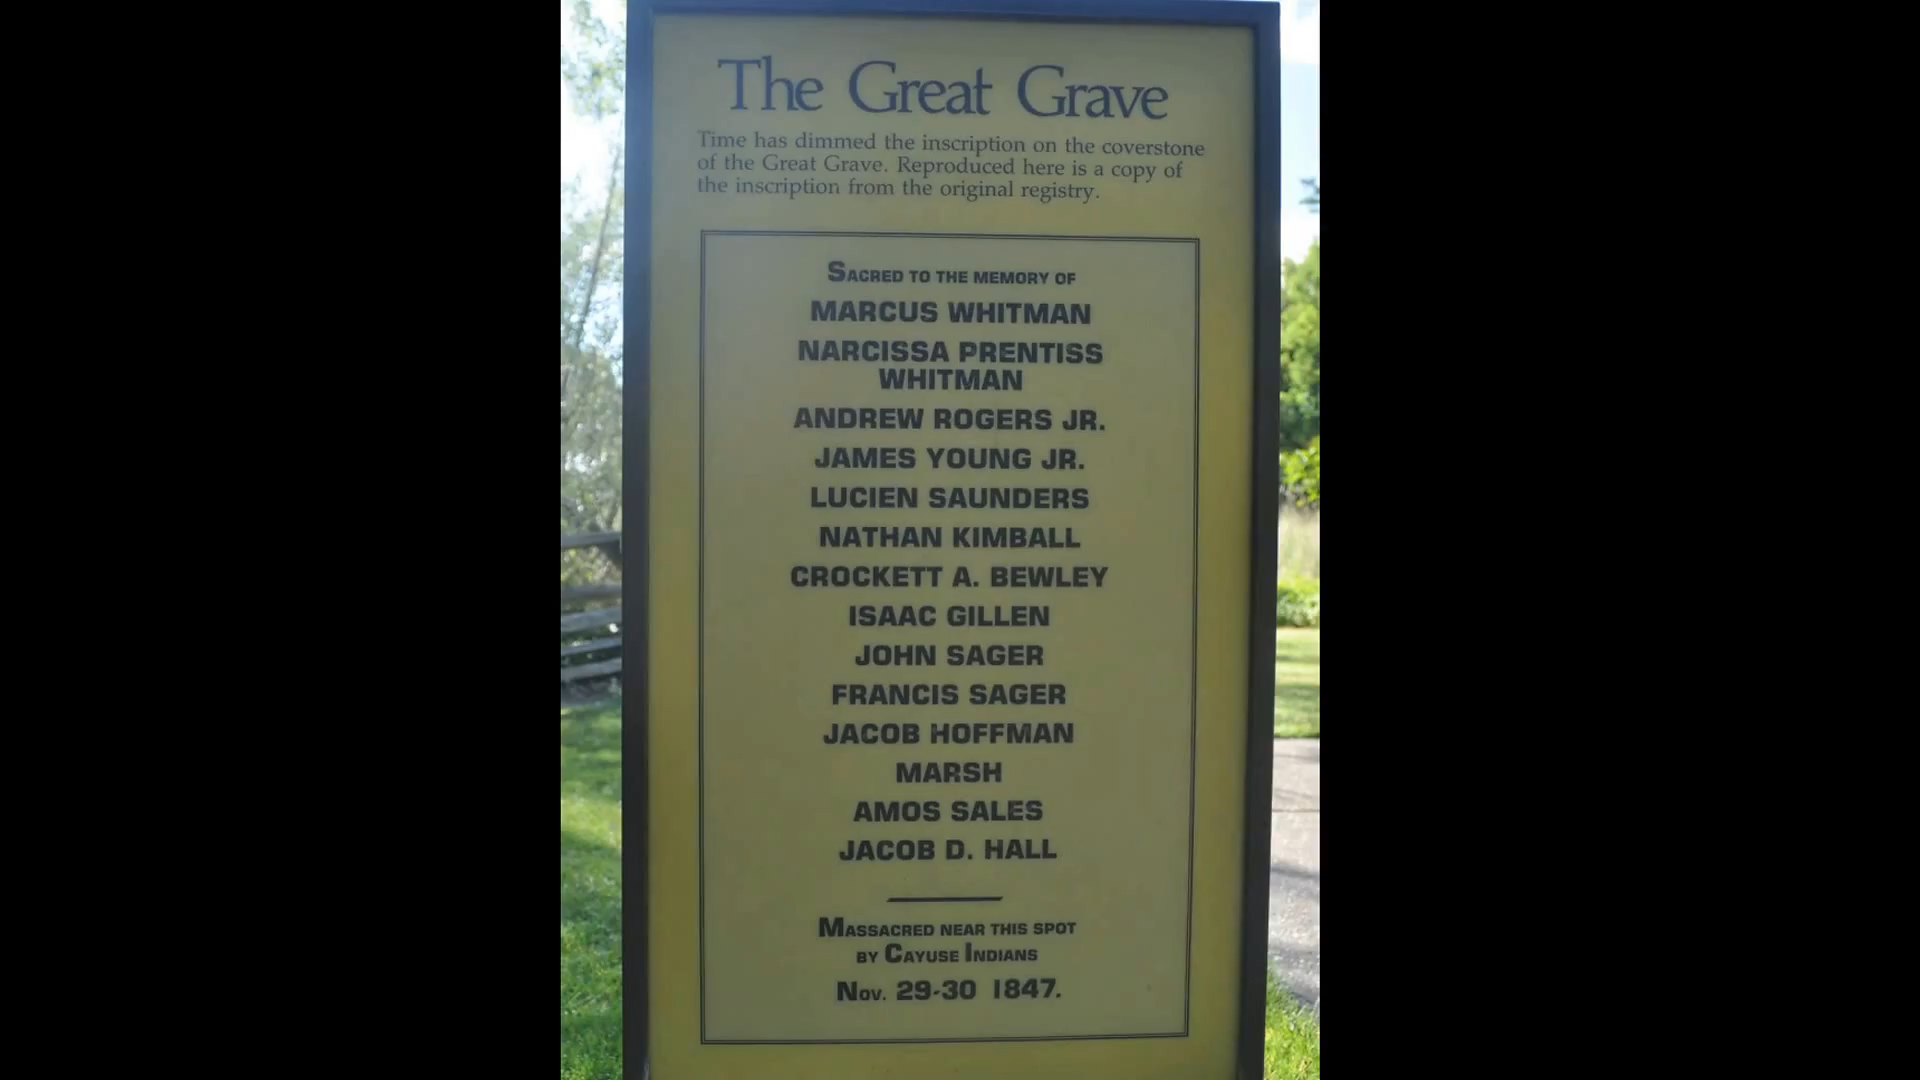 The Great Grave
Time has dimmed the inscription on the coverstone
of the Great Grave. Reproduced here is a copy of
the inscription from the original registry.
SACRED TO THE MEMORY OF
MARCUS WHITMAN
NARCISSA PRENTISS
WHITMAN
ANDREW ROGERS JR.
JAMES YOUNG JR.
LUCIEN SAUNDERS
NATHAN KIMBALL
CROCKETT A. BEWLEY
ISAAC GILLEN
JOHN SAGER
FRANCIS SAGER
JACOB HOFFMAN
MARSH
AMOS SALES
JACOB D. HALL
MASSACRED NEAR THIS SPOT
BY CAYUSE INDIANS
NOV. 29-30 1847.